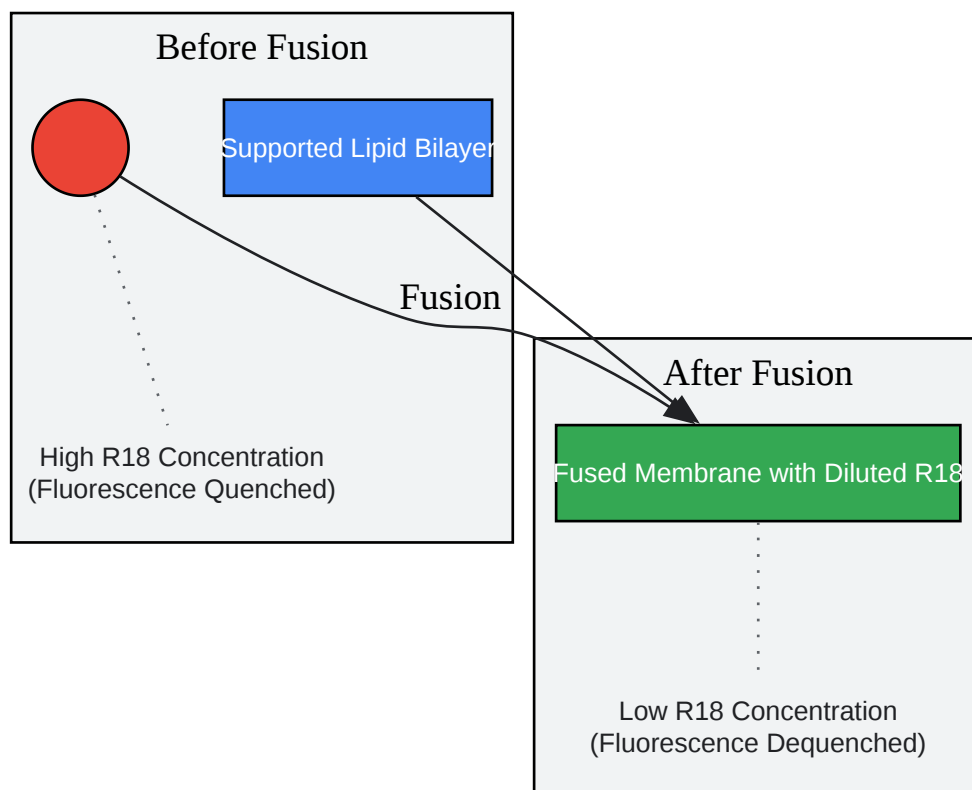 Before Fusion
Supported Lipid Bilayer
Fusion
High R18 Concentration
(Fluorescence Quenched)
After Fusion
Fused Membrane with Diluted R18
Low R18 Concentration
(Fluorescence Dequenched)